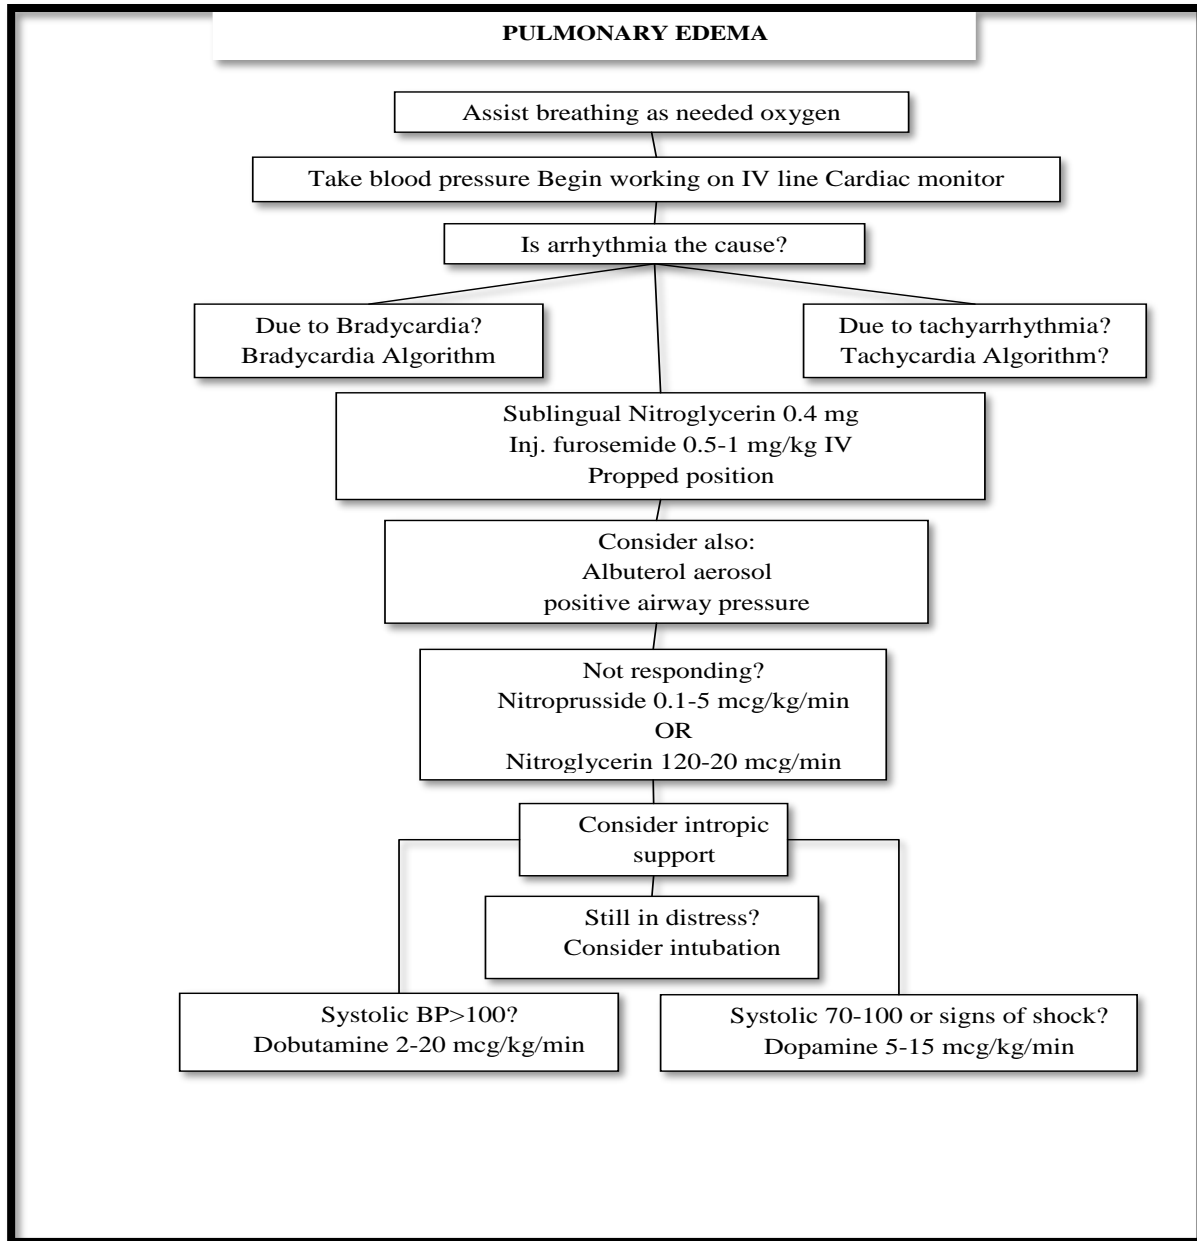 PULMONARY EDEMA
Assist breathing as needed oxygen
Take blood pressure Begin working on IV line Cardiac monitor
Is arrhythmia the cause?
Due to Bradycardia?
Bradycardia Algorithm
Due to tachyarrhythmia?
Tachycardia Algorithm?
Sublingual Nitroglycerin 0.4 mg
Inj. furosemide 0.5-1 mg/kg IV
Propped position
Consider also:
Albuterol aerosol
positive airway pressure
Not responding?
Nitroprusside 0.1-5 mcg/kg/min
OR
Nitroglycerin 120-20 mcg/min
Consider intropic
support
Still in distress?
Consider intubation
Systolic BP>100?
Dobutamine 2-20 mcg/kg/min
Systolic 70-100 or signs of shock?
Dopamine 5-15 mcg/kg/min